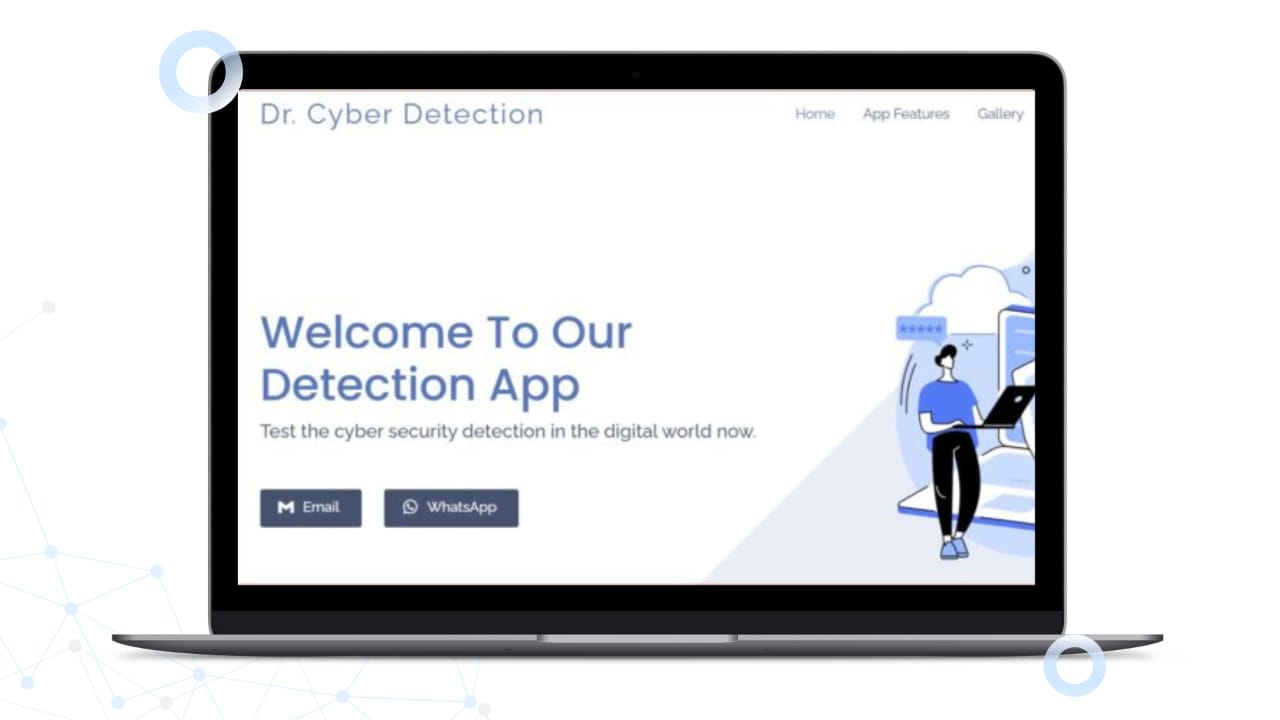 Dr. Cyber Detection
Home App Features Gallery
*****
Welcome To Our
Detection App
Test the cyber security detection in the digital world now.
Email WhatsApp